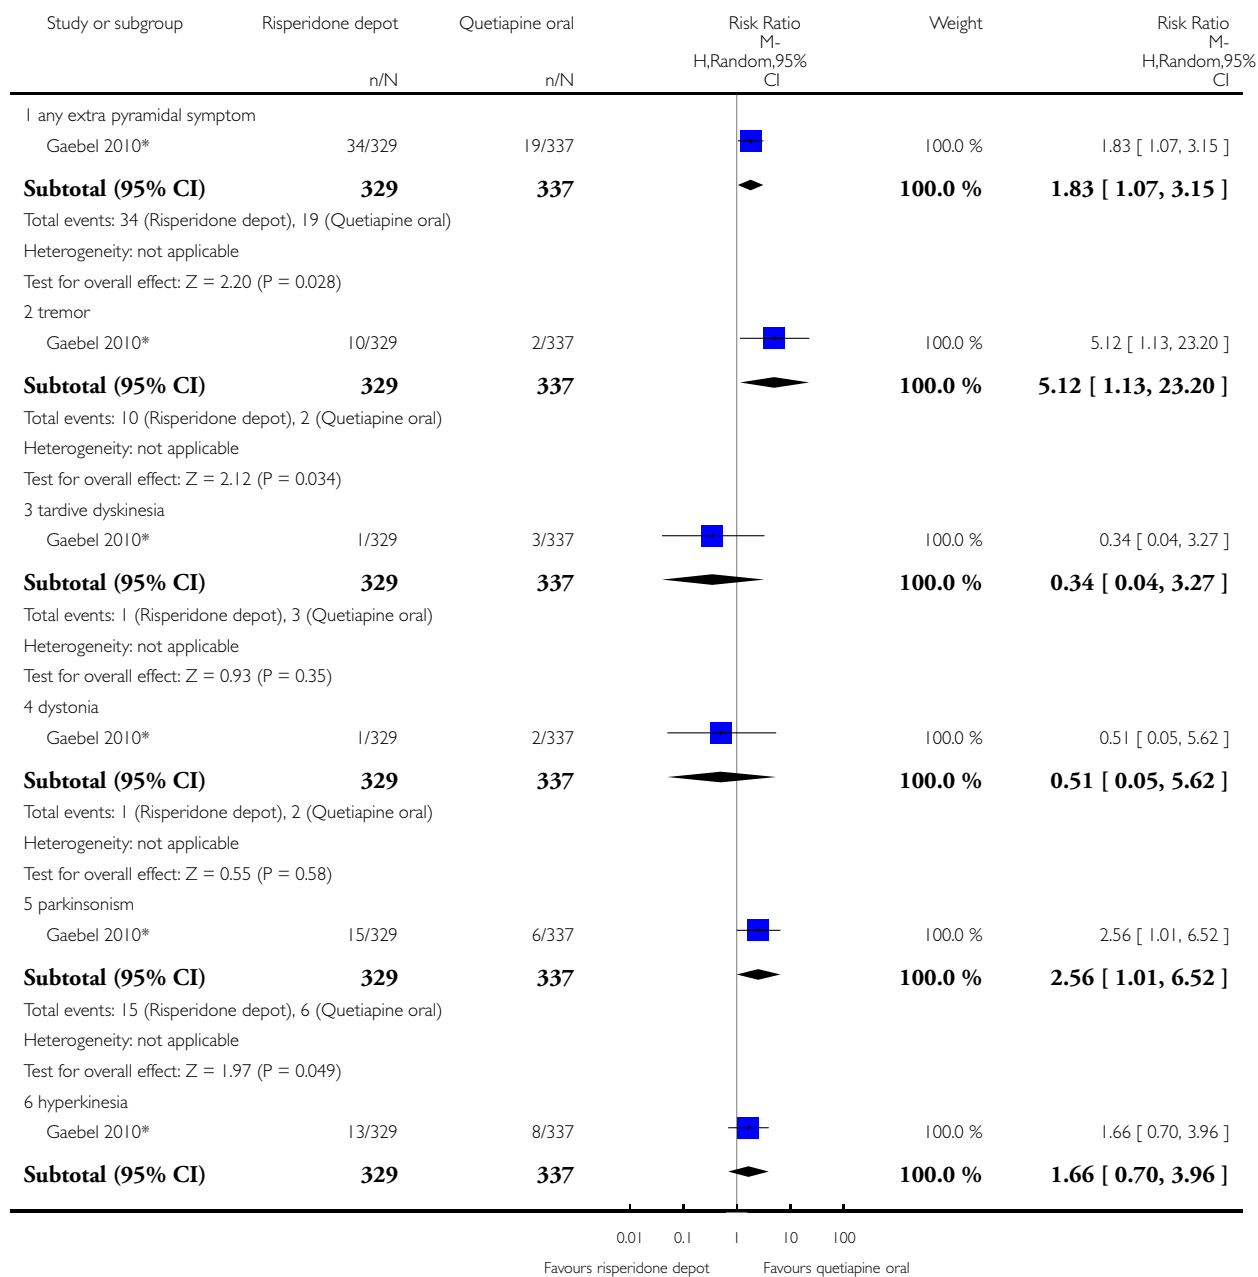 Study or subgroup Risperidone depot Quetiapine oral Risk Ratio Weight Risk Ratio
M- M-
H,Random,95% H,Random,95%
n/N n/N CI CI
1 any extra pyramidal symptom
Gaebel 2010* 34/329 19/337 100.0 % 1.83 [ 1.07, 3.15 ]
Subtotal (95% CI) 329 337 100.0 % 1.83 [ 1.07, 3.15 ]
Total events: 34 (Risperidone depot), 19 (Quetiapine oral)
Heterogeneity: not applicable
Test for overall effect: Z = 2.20 (P = 0.028)
2 tremor
Gaebel 2010* 10/329 2/337 100.0 % 5.12 [ 1.13, 23.20 ]
Subtotal (95% CI) 329 337 100.0 % 5.12 [ 1.13, 23.20 ]
Total events: 10 (Risperidone depot), 2 (Quetiapine oral)
Heterogeneity: not applicable
Test for overall effect: Z = 2.12 (P = 0.034)
3 tardive dyskinesia
Gaebel 2010* 1/329 3/337 100.0 % 0.34 [ 0.04, 3.27 ]
Subtotal (95% CI) 329 337 100.0 % 0.34 [ 0.04, 3.27 ]
Total events: 1 (Risperidone depot), 3 (Quetiapine oral)
Heterogeneity: not applicable
Test for overall effect: Z = 0.93 (P = 0.35)
4 dystonia
Gaebel 2010* 1/329 2/337 100.0 % 0.51 [ 0.05, 5.62 ]
Subtotal (95% CI) 329 337 100.0 % 0.51 [ 0.05, 5.62 ]
Total events: 1 (Risperidone depot), 2 (Quetiapine oral)
Heterogeneity: not applicable
Test for overall effect: Z = 0.55 (P = 0.58)
5 parkinsonism
Gaebel 2010* 15/329 6/337 100.0 % 2.56 [ 1.01, 6.52 ]
Subtotal (95% CI) 329 337 100.0 % 2.56 [ 1.01, 6.52 ]
Total events: 15 (Risperidone depot), 6 (Quetiapine oral)
Heterogeneity: not applicable
Test for overall effect: Z = 1.97 (P = 0.049)
6 hyperkinesia
Gaebel 2010* 13/329 8/337 100.0 % 1.66 [ 0.70, 3.96 ]
Subtotal (95% CI) 329 337 100.0 % 1.66 [ 0.70, 3.96 ]
0.01 0.1 1 10 100
Favours risperidone depot Favours quetiapine oral